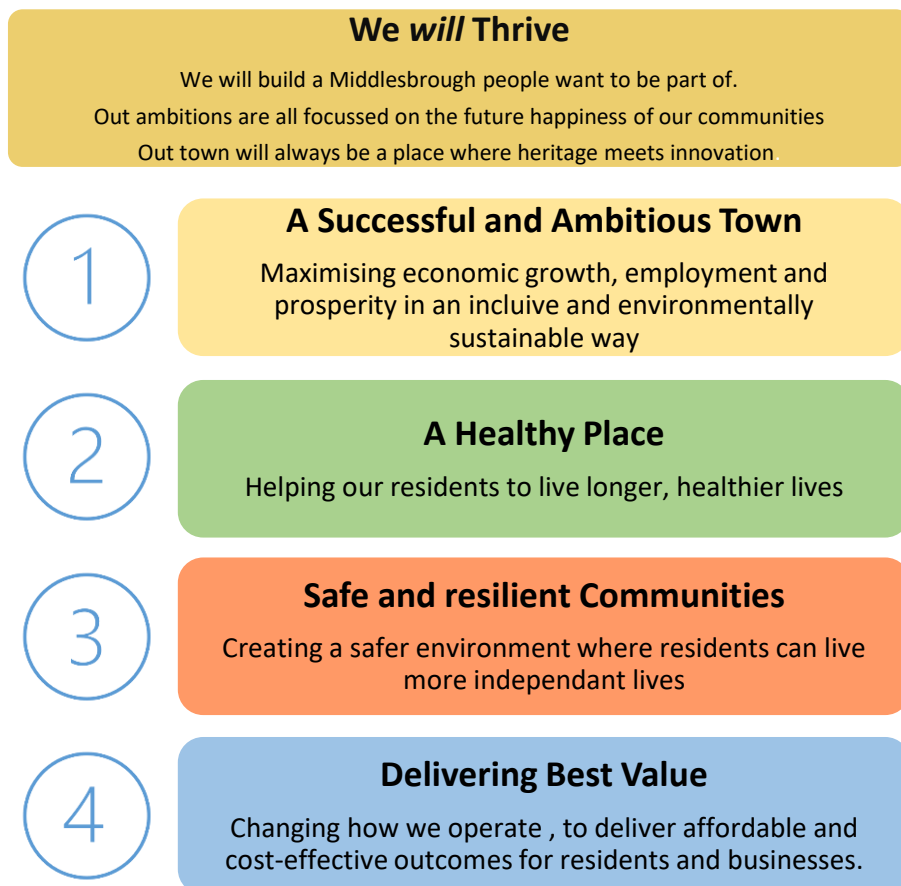 We will Thrive
We will build a Middlesbrough people want to be part of.
Out ambitions are all focussed on the future happiness of our communities
Out town will always be a place where heritage meets innovation.
1
A Successful and Ambitious Town
Maximising economic growth, employment and
prosperity in an incluive and environmentally
sustainable way
2
A Healthy Place
Helping our residents to live longer, healthier lives
3
Safe and resilient Communities
Creating a safer environment where residents can live
more independant lives
4
Delivering Best Value
Changing how we operate , to deliver affordable and
cost-effective outcomes for residents and businesses.